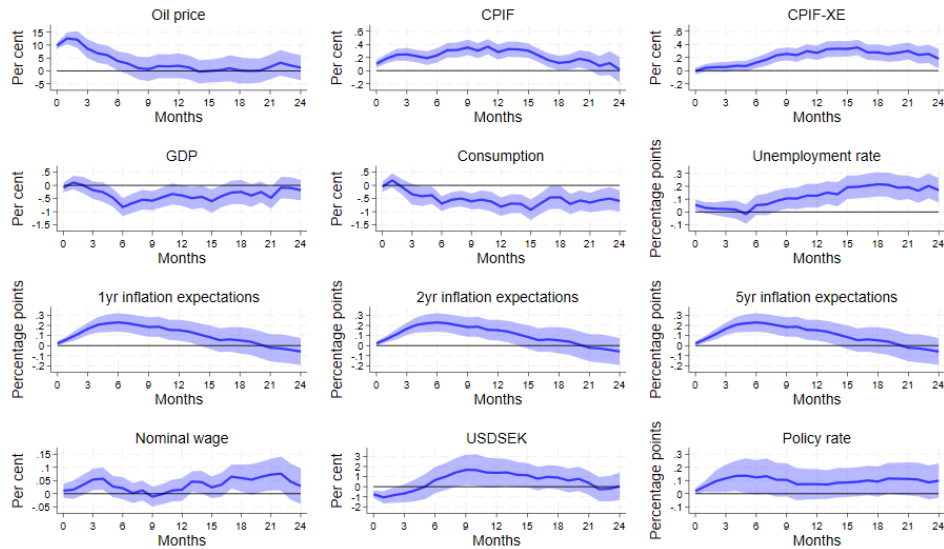 Oil price
Per cent
15
10
5
0
-5
0 3 6 9 12 15 18 21 24
Months
CPIF
Per cent
.6
.4
.2
0
-.2
0 3 6 9 12 15 18 21 24
Months
CPIF-XE
Per cent
.6
.4
.2
0
-.2
0 3 6 9 12 15 18 21 24
Months
GDP
Per cent
.5
0
-.5
-1
-1.5
0 3 6 9 12 15 18 21 24
Months
Consumption
Per cent
.5
0
-.5
-1
-1.5
0 3 6 9 12 15 18 21 24
Months
Unemployment rate
Percentage points
.3
.2
.1
0
-.1
0 3 6 9 12 15 18 21 24
Months
1yr inflation expectations
Percentage points
.3
.2
.1
0
-.1
-.2
0 3 6 9 12 15 18 21 24
Months
2yr inflation expectations
Percentage points
.3
.2
.1
0
-.1
-.2
0 3 6 9 12 15 18 21 24
Months
5yr inflation expectations
Percentage points
.3
.2
.1
0
-.1
-.2
0 3 6 9 12 15 18 21 24
Months
Nominal wage
Per cent
.15
.1
.05
0
-.05
0 3 6 9 12 15 18 21 24
Months
USDSEK
Per cent
3
2
1
0
-1
-2
0 3 6 9 12 15 18 21 24
Months
Policy rate
Percentage points
.3
.2
.1
0
-.1
0 3 6 9 12 15 18 21 24
Months